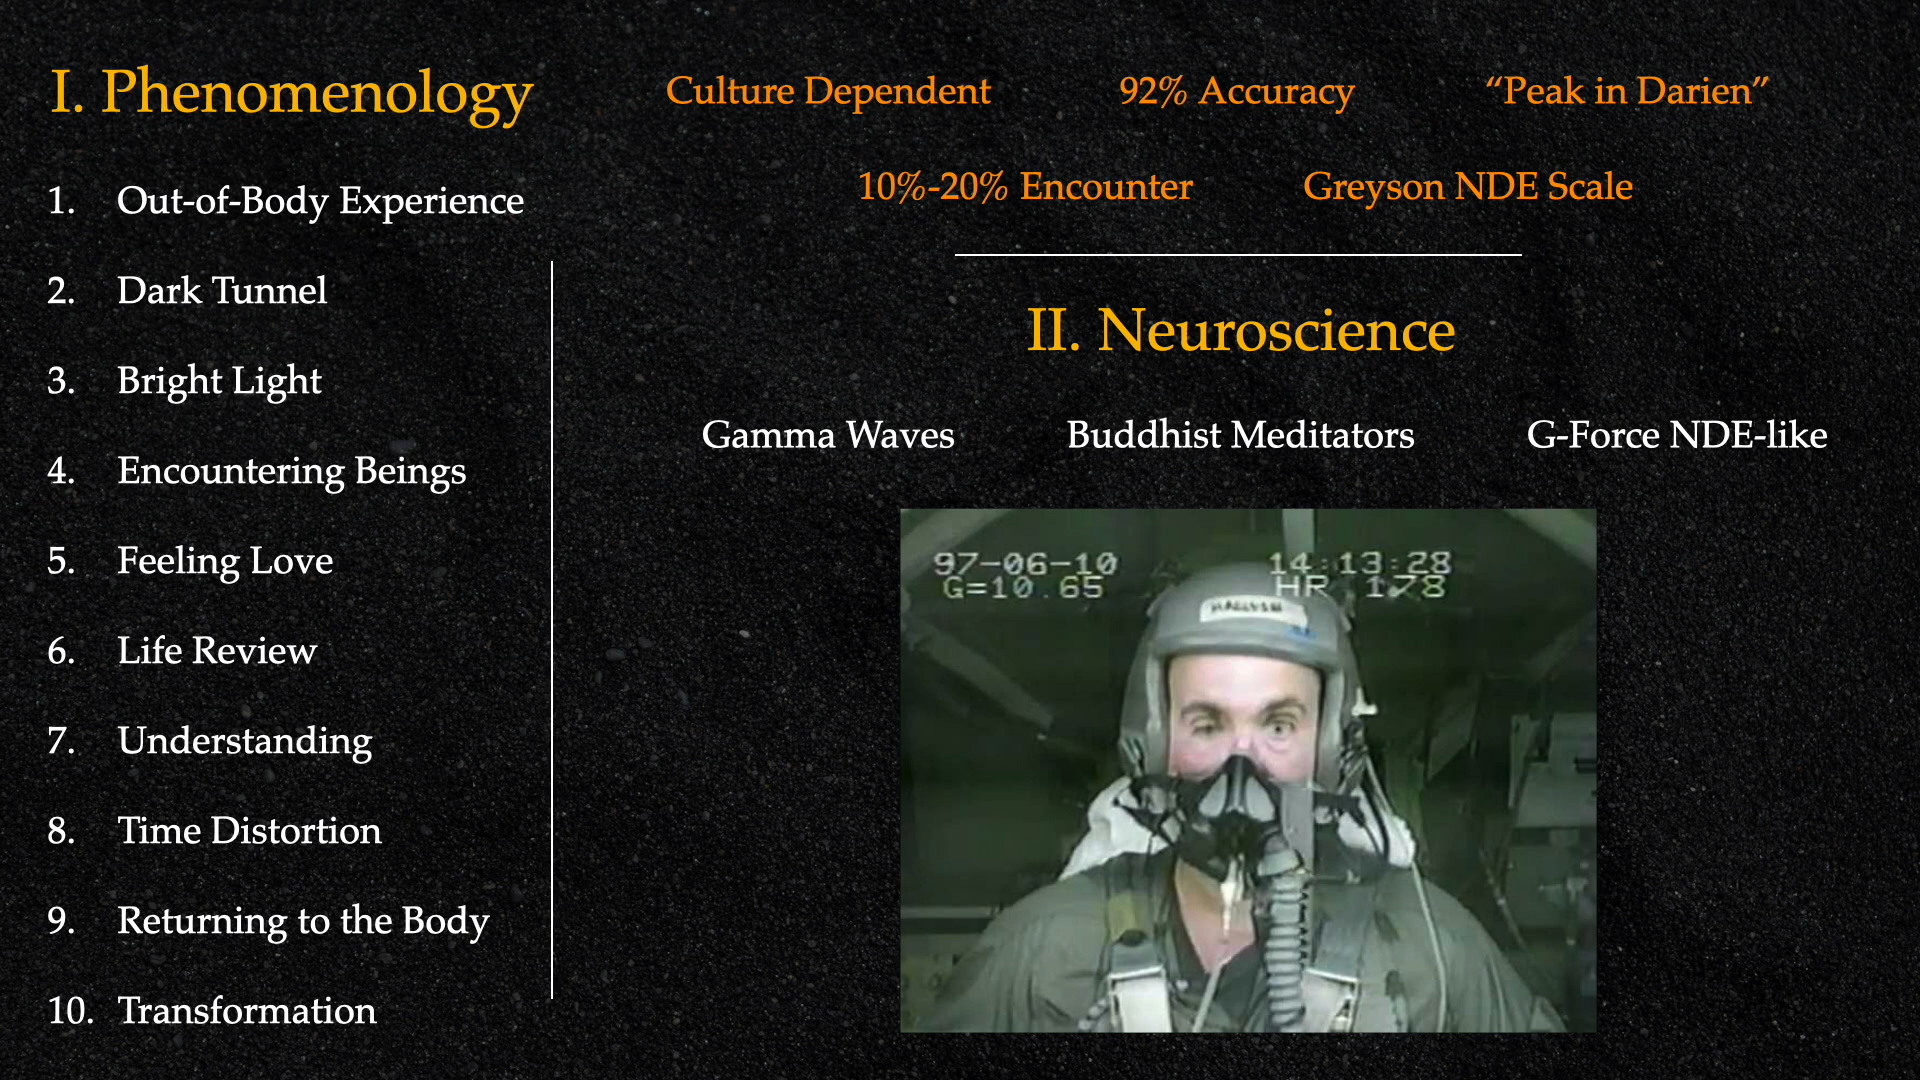 I. Phenomenology
1. Out-of-Body Experience
2. Dark Tunnel
3. Bright Light
4. Encountering Beings
5. Feeling Love
6. Life Review
7. Understanding
8. Time Distortion
9. Returning to the Body
10. Transformation
Culture Dependent 92% Accuracy “Peak in Darien”
10%-20% Encounter Greyson NDE Scale
II. Neuroscience
Gamma Waves Buddhist Meditators G-Force NDE-like
97-06-10 14:13:28
G=10.65 HR 178